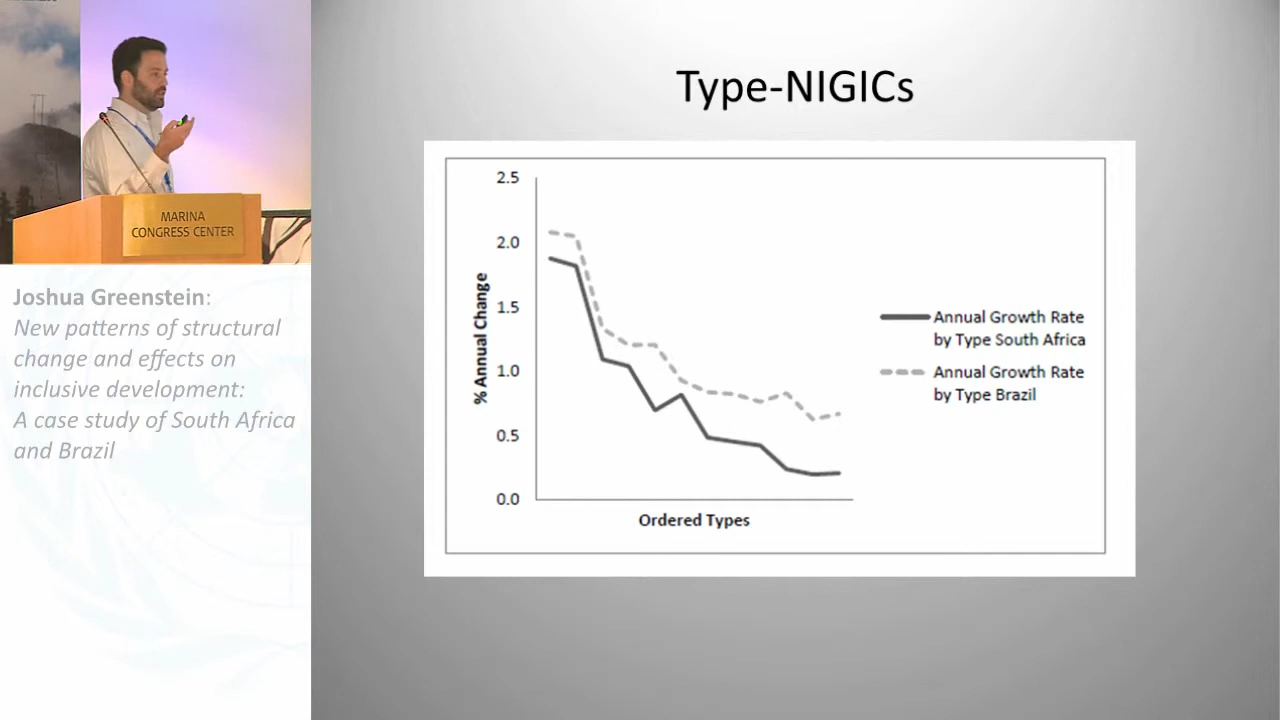 MARINA
CONGRESS CENTER
Joshua Greenstein:
New patterns of structural
change and effects on
inclusive development:
A case study of South Africa
and Brazil
Type-NIGICs
2.5
2.0
1.5
1.0
0.5
0.0
% Annual Change
Ordered Types
Annual Growth Rate
by Type South Africa
Annual Growth Rate
by Type Brazil